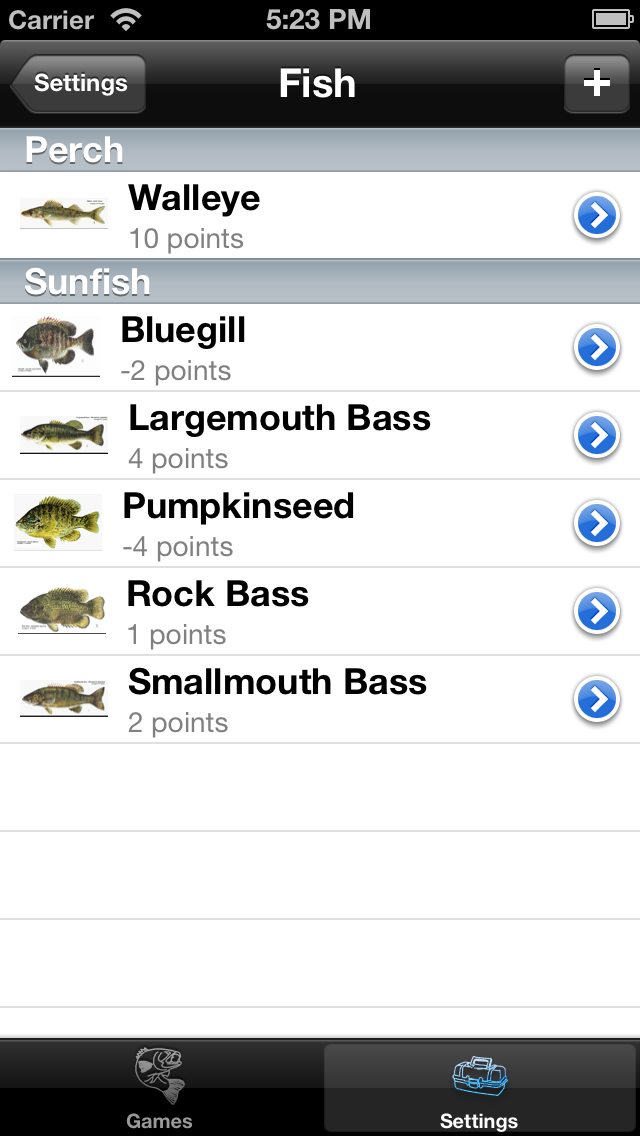 Carrier 5:23 PM
Settings Fish +
Perch
Walleye
10 points
Sunfish
Bluegill
-2 points
Largemouth Bass
4 points
Pumpkinseed
-4 points
Rock Bass
1 points
Smallmouth Bass
2 points
Games Settings